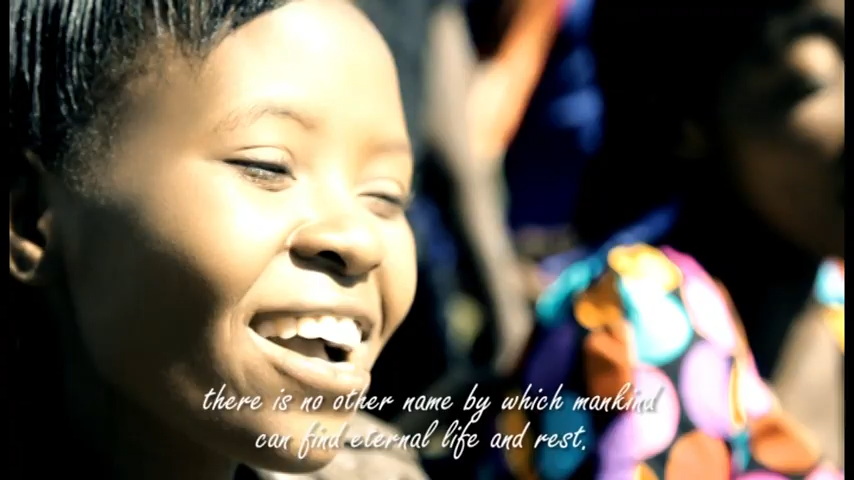 there is no other name by which mankind
can find eternal life and rest.